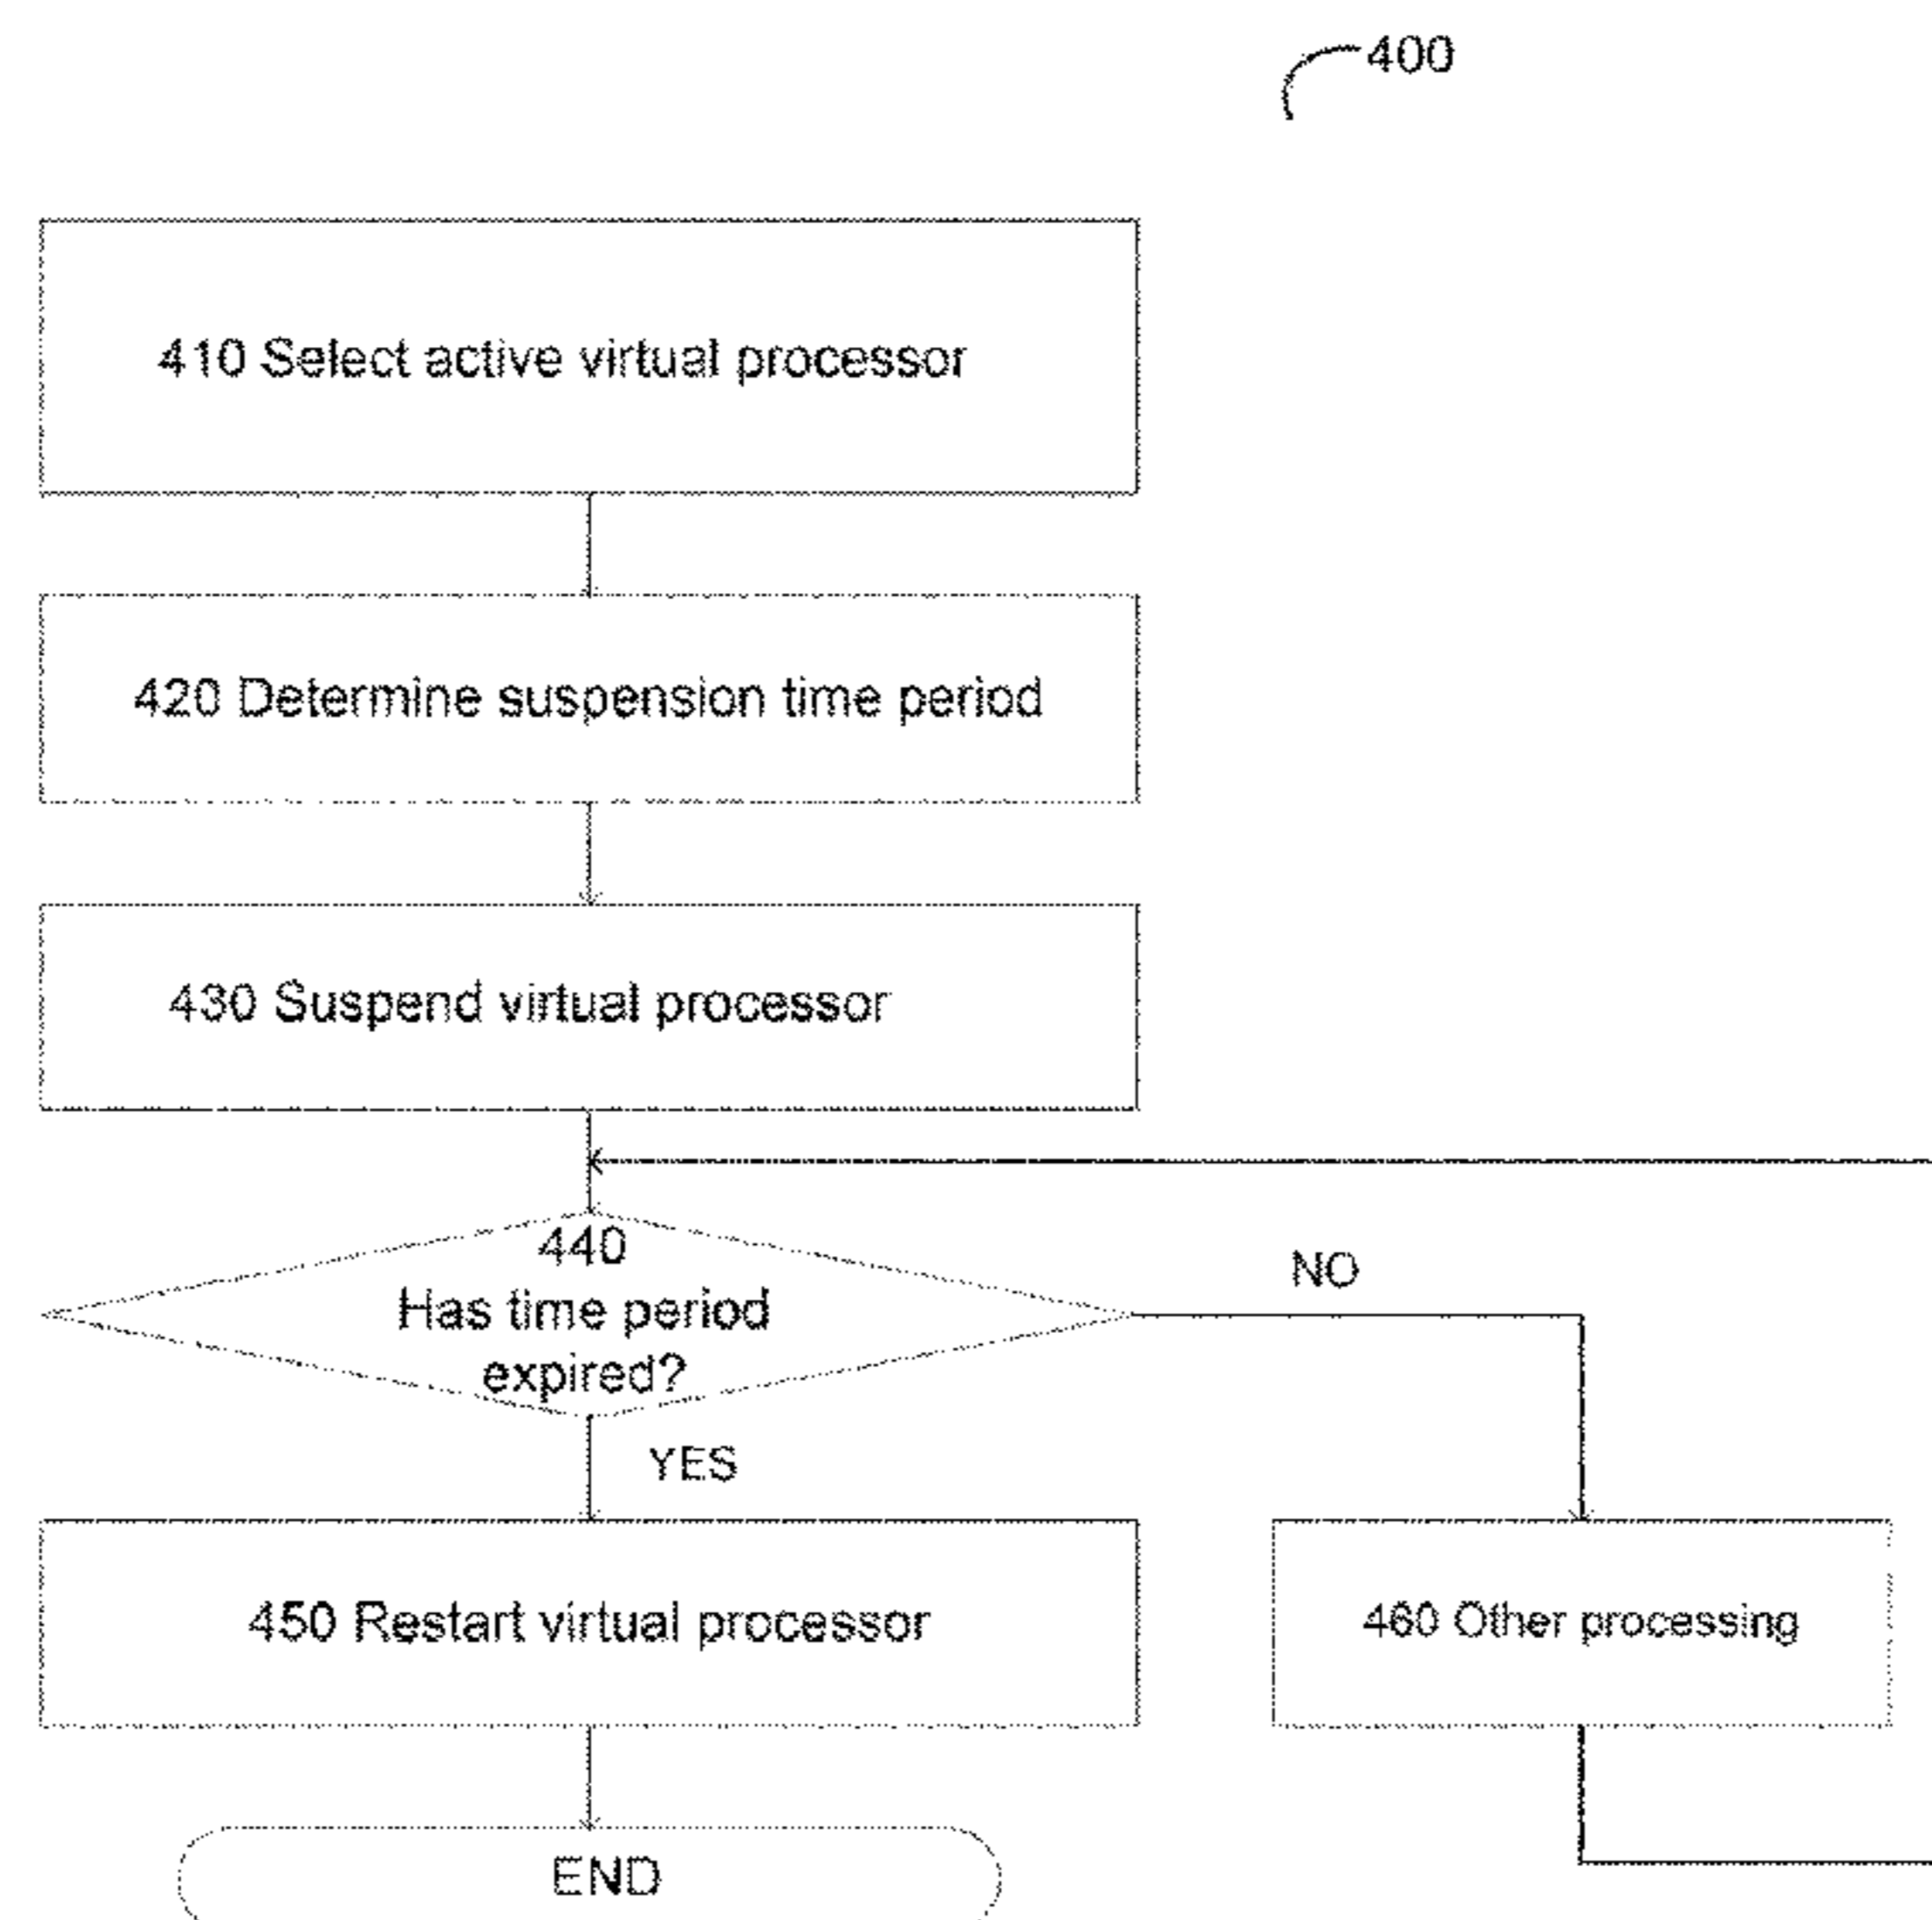 400
410 Select active virtual processor
420 Determine suspension time period
430 Suspend virtual processor
440
Has time period
expired?
NO
YES
450 Restart virtual processor
460 Other processing
END